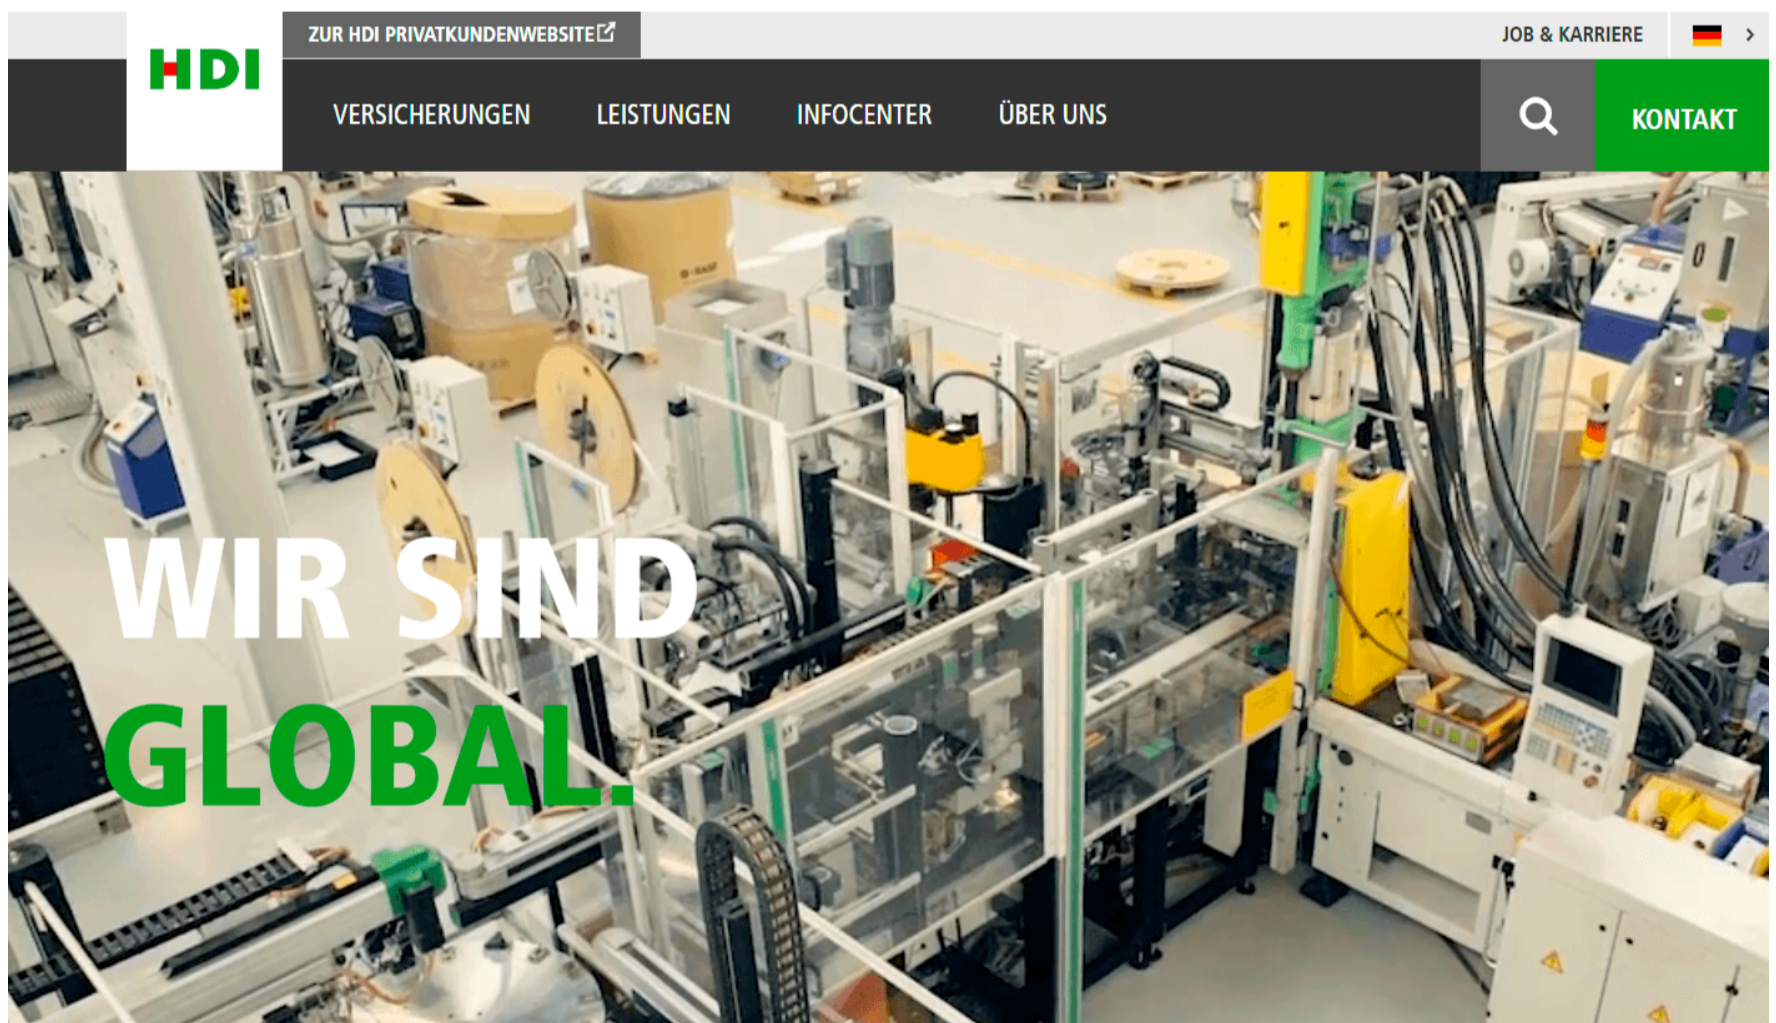 ZUR HDI PRIVATKUNDENWEBSITE
JOB & KARRIERE
HDI
VERSICHERUNGEN
LEISTUNGEN
INFOCENTER
ÜBER UNS
KONTAKT
WIR SIND
GLOBAL.